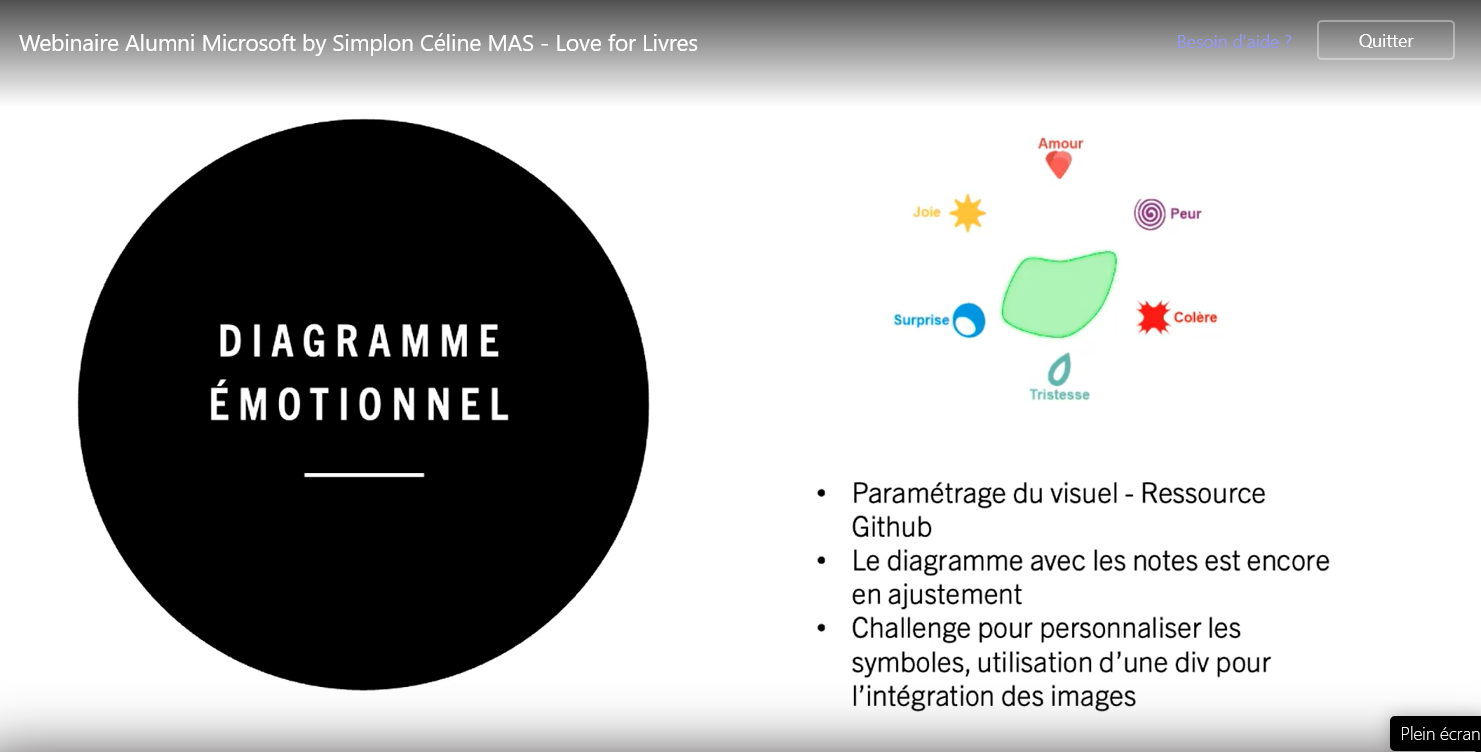 Webinaire Alumni Microsoft by Simplon Céline MAS - Love for Livres
Besoin d'aide ?
Quitter
DIAGRAMME
ÉMOTIONNEL
Amour
Joie
Peur
Surprise
Colère
Tristesse
• Paramétrage du visuel - Ressource
Github
• Le diagramme avec les notes est encore
en ajustement
• Challenge pour personnaliser les
symboles, utilisation d’une div pour
l’intégration des images
Plein écran